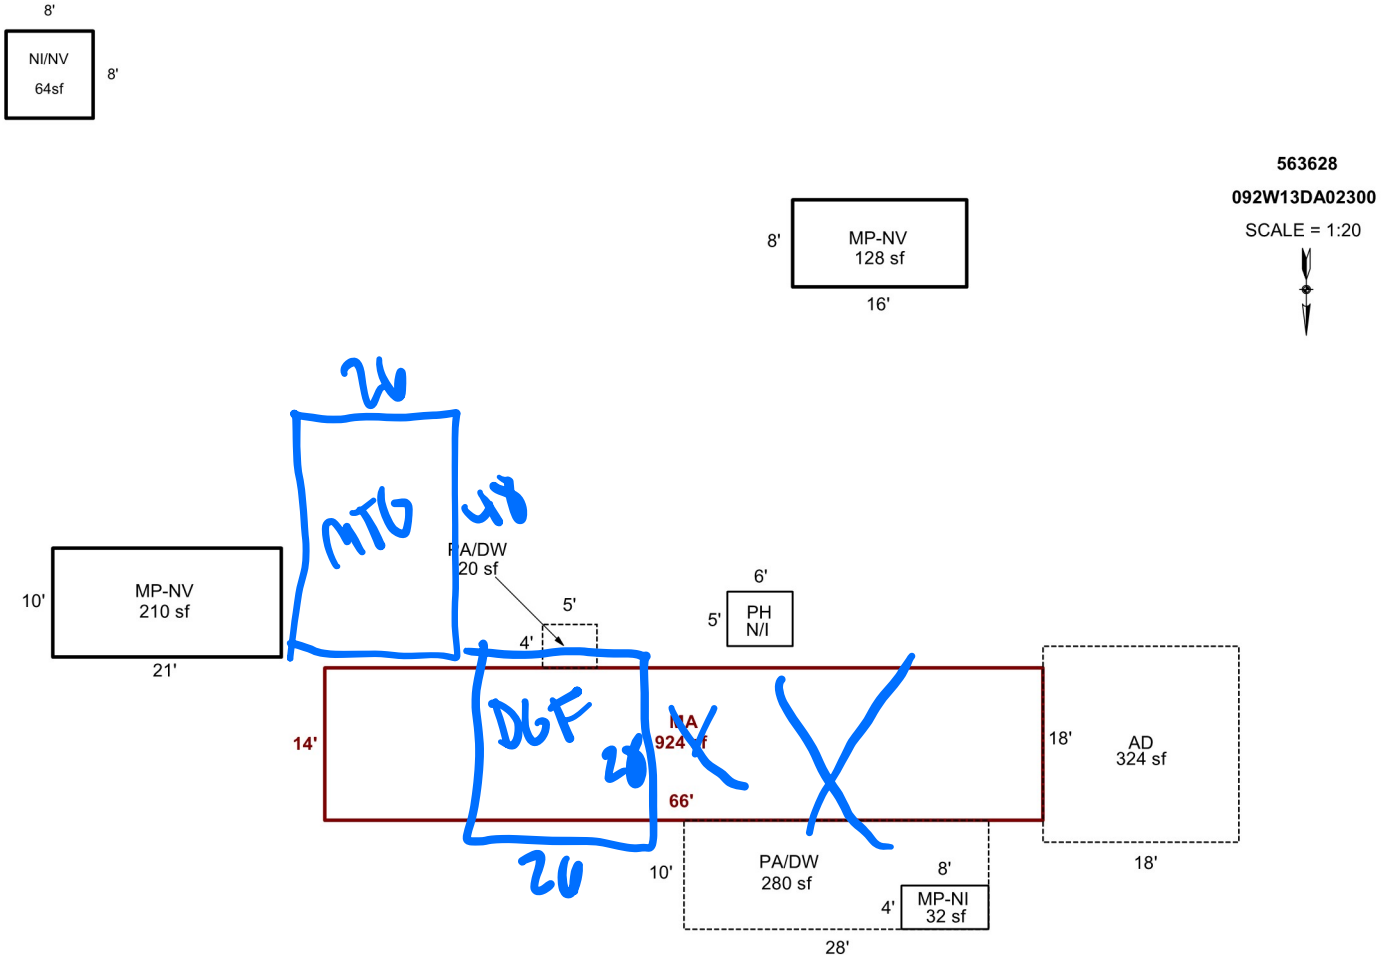 8'
NI/NV
64sf
8'
563628
092W13DA02300
SCALE = 1:20
8'
MP-NV
128 sf
16'
26
MTG
48
PA/DW
20 sf
10'
MP-NV
210 sf
21'
5'
4'
6'
5'
PH
N/I
14'
DGF
28
26
MA
924 sf
66'
18'
AD
324 sf
18'
10'
PA/DW
280 sf
8'
4'
MP-NI
32 sf
28'